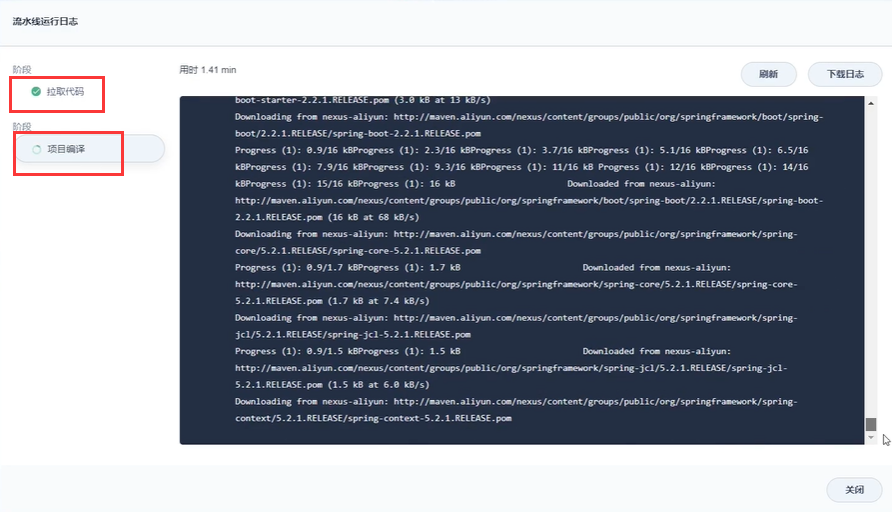 流水线运行日志
阶段
拉取代码
阶段
项目编译
用时 1.41 min
刷新
下载日志
boot-starter-2.2.1.RELEASE.pom (3.0 kB at 13 kB/s)
Downloading from nexus-aliyun: http://maven.aliyun.com/nexus/content/groups/public/org/springframework/boot/spring-
boot/2.2.1.RELEASE/spring-boot-2.2.1.RELEASE.pom
Progress (1): 0.9/16 kBProgress (1): 2.3/16 kBProgress (1): 3.7/16 kBProgress (1): 5.1/16 kBProgress (1): 6.5/16
kBProgress (1): 7.9/16 kBProgress (1): 9.3/16 kBProgress (1): 11/16 kB Progress (1): 12/16 kBProgress (1): 14/16
kBProgress (1): 15/16 kBProgress (1): 16 kB Downloaded from nexus-aliyun:
http://maven.aliyun.com/nexus/content/groups/public/org/springframework/boot/spring-boot/2.2.1.RELEASE/spring-boot-
2.2.1.RELEASE.pom (16 kB at 68 kB/s)
Downloading from nexus-aliyun: http://maven.aliyun.com/nexus/content/groups/public/org/springframework/spring-
core/5.2.1.RELEASE/spring-core-5.2.1.RELEASE.pom
Progress (1): 0.9/1.7 kBProgress (1): 1.7 kB Downloaded from nexus-aliyun:
http://maven.aliyun.com/nexus/content/groups/public/org/springframework/spring-core/5.2.1.RELEASE/spring-core-
5.2.1.RELEASE.pom (1.7 kB at 7.4 kB/s)
Downloading from nexus-aliyun: http://maven.aliyun.com/nexus/content/groups/public/org/springframework/spring-
jcl/5.2.1.RELEASE/spring-jcl-5.2.1.RELEASE.pom
Progress (1): 0.9/1.5 kBProgress (1): 1.5 kB Downloaded from nexus-aliyun:
http://maven.aliyun.com/nexus/content/groups/public/org/springframework/spring-jcl/5.2.1.RELEASE/spring-jcl-
5.2.1.RELEASE.pom (1.5 kB at 6.0 kB/s)
Downloading from nexus-aliyun: http://maven.aliyun.com/nexus/content/groups/public/org/springframework/spring-
context/5.2.1.RELEASE/spring-context-5.2.1.RELEASE.pom
关闭